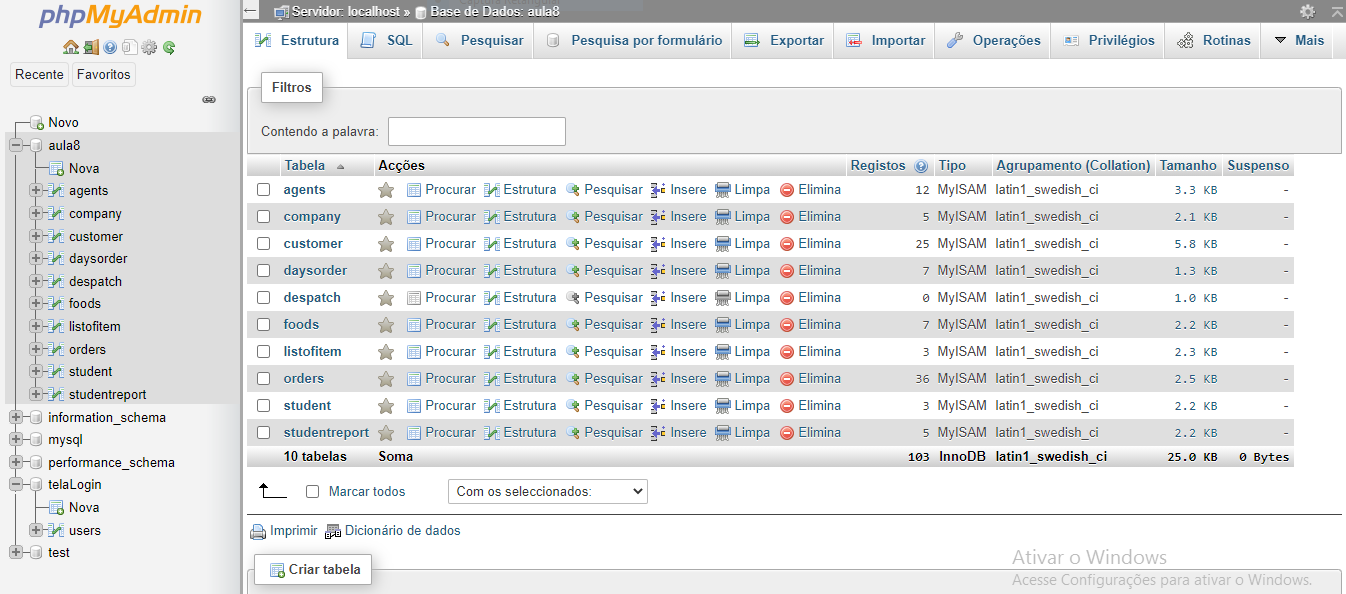 phpMyAdmin
Recente Favoritos
Novo
aula8
Nova
agents
company
customer
daysorder
despatch
foods
listofitem
orders
student
studentreport
information_schema
mysql
performance_schema
telaLogin
Nova
users
test
Servidor: localhost » Base de Dados: aula8
Estrutura SQL Pesquisar Pesquisa por formulário Exportar Importar Operações Privilégios Rotinas Mais
Filtros
Contendo a palavra:
Tabela Acções Registos Tipo Agrupamento (Collation) Tamanho Suspenso
agents Procurar Estrutura Pesquisar Insere Limpa Elimina 12 MyISAM latin1_swedish_ci 3.3 KB -
company Procurar Estrutura Pesquisar Insere Limpa Elimina 5 MyISAM latin1_swedish_ci 2.1 KB -
customer Procurar Estrutura Pesquisar Insere Limpa Elimina 25 MyISAM latin1_swedish_ci 5.8 KB -
daysorder Procurar Estrutura Pesquisar Insere Limpa Elimina 7 MyISAM latin1_swedish_ci 1.3 KB -
despatch Procurar Estrutura Pesquisar Insere Limpa Elimina 0 MyISAM latin1_swedish_ci 1.0 KB -
foods Procurar Estrutura Pesquisar Insere Limpa Elimina 7 MyISAM latin1_swedish_ci 2.2 KB -
listofitem Procurar Estrutura Pesquisar Insere Limpa Elimina 3 MyISAM latin1_swedish_ci 2.3 KB -
orders Procurar Estrutura Pesquisar Insere Limpa Elimina 36 MyISAM latin1_swedish_ci 2.5 KB -
student Procurar Estrutura Pesquisar Insere Limpa Elimina 3 MyISAM latin1_swedish_ci 2.2 KB -
studentreport Procurar Estrutura Pesquisar Insere Limpa Elimina 5 MyISAM latin1_swedish_ci 2.2 KB -
10 tabelas Soma 103 InnoDB latin1_swedish_ci 25.0 KB 0 Bytes
Marcar todos Com os seleccionados:
Imprimir Dicionário de dados
Criar tabela
Ativar o Windows
Acesse Configurações para ativar o Windows.